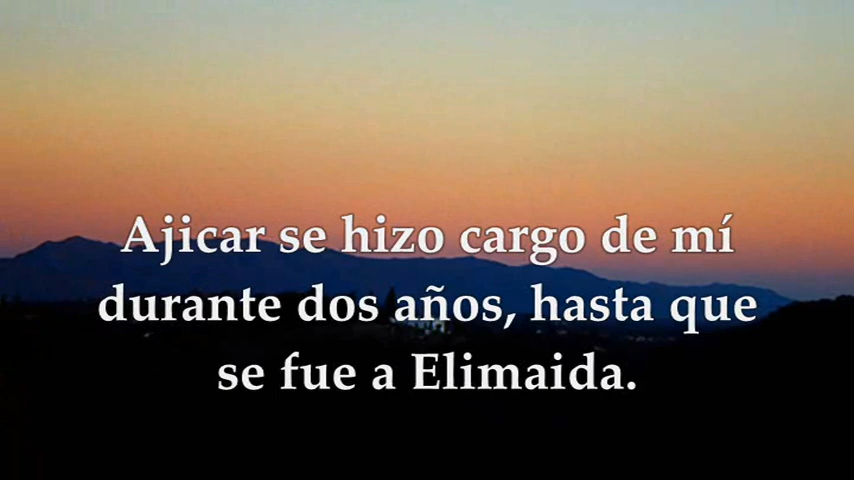 Ajicar se hizo cargo de mí
durante dos años, hasta que
se fue a Elimaida.